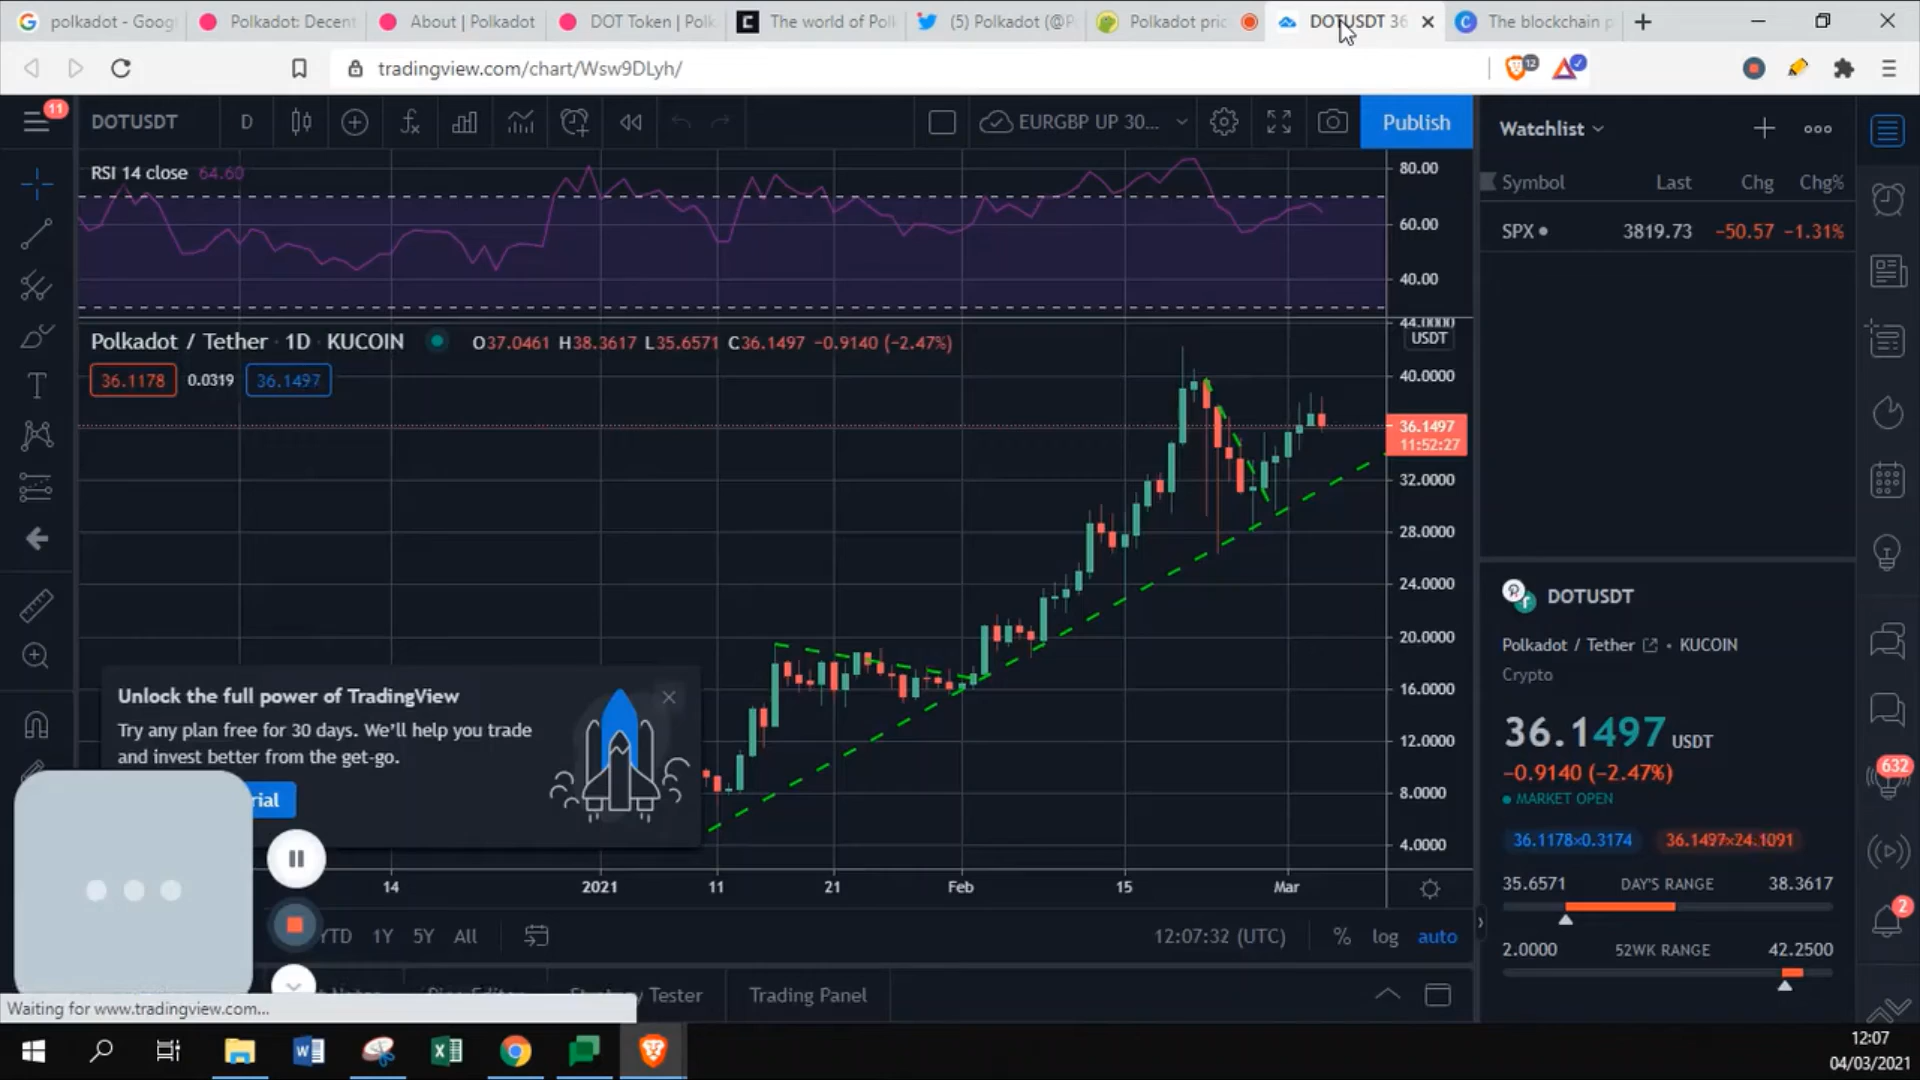 polkadot - Goog
Polkadot: Decent
About | Polkadot
DOT Token | Polk
The world of Polk
(5) Polkadot (@P
Polkadot pric
DOTUSDT 36
The blockchain p
tradingview.com/chart/Wsw9DLyh/
12
11
DOTUSDT
D
EURGBP UP 30...
Publish
Watchlist
RSI 14 close 64.60
80.00
60.00
40.00
Symbol Last Chg Chg%
SPX 3819.73 −50.57 −1.31%
Polkadot / Tether · 1D · KUCOIN
O37.0461 H38.3617 L35.6571 C36.1497 −0.9140 (−2.47%)
36.1178 0.0319 36.1497
44.0000
USDT
40.0000
36.1497
11:52:27
32.0000
28.0000
24.0000
20.0000
16.0000
12.0000
8.0000
4.0000
Unlock the full power of TradingView
Try any plan free for 30 days. We'll help you trade
and invest better from the get-go.
rial
14 2021 11 21 Feb 15 Mar
YTD 1Y 5Y All
12:07:32 (UTC)
% log auto
Tester
Trading Panel
DOTUSDT
Polkadot / Tether • KUCOIN
Crypto
36.1497 USDT
−0.9140 (−2.47%)
MARKET OPEN
36.1178×0.3174 36.1497×24.1091
35.6571 DAY'S RANGE 38.3617
2.0000 52WK RANGE 42.2500
632
2
Waiting for www.tradingview.com...
12:07
04/03/2021